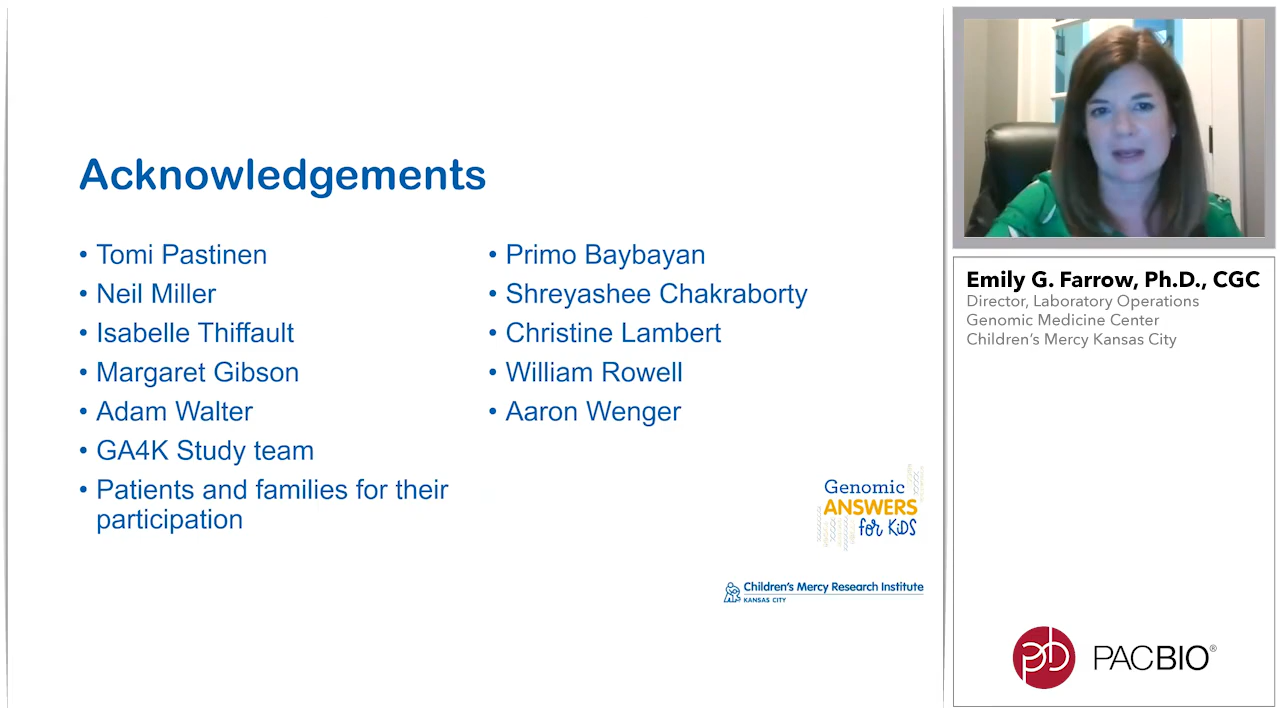 Acknowledgements
• Tomi Pastinen
• Neil Miller
• Isabelle Thiffault
• Margaret Gibson
• Adam Walter
• GA4K Study team
• Patients and families for their
participation
• Primo Baybayan
• Shreyashee Chakraborty
• Christine Lambert
• William Rowell
• Aaron Wenger
Genomic
ANSWERS
for KiDS
Children's Mercy Research Institute
KANSAS CITY
Emily G. Farrow, Ph.D., CGC
Director, Laboratory Operations
Genomic Medicine Center
Children's Mercy Kansas City
pb PACBIO®